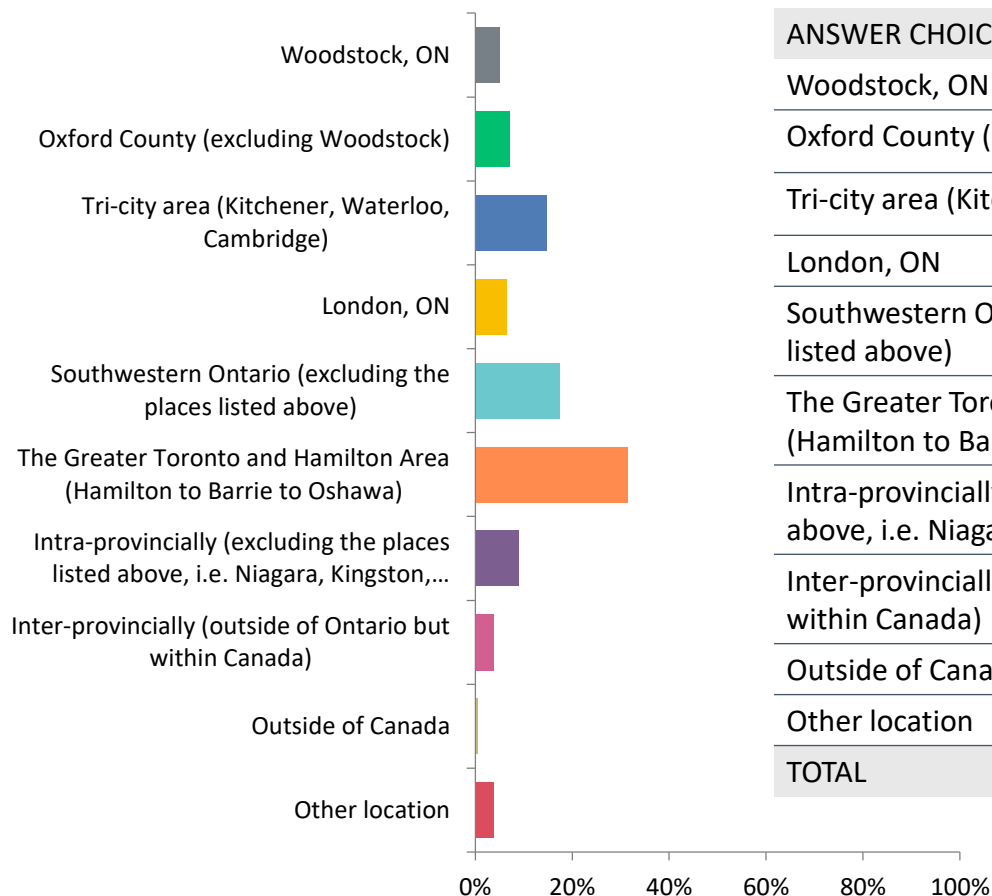 Woodstock, ON
Oxford County (excluding Woodstock)
Tri-city area (Kitchener, Waterloo,
Cambridge)
London, ON
Southwestern Ontario (excluding the
places listed above)
The Greater Toronto and Hamilton Area
(Hamilton to Barrie to Oshawa)
Intra-provincially (excluding the places
listed above, i.e. Niagara, Kingston,…
Inter-provincially (outside of Ontario but
within Canada)
Outside of Canada
Other location
0% 20% 40% 60% 80% 100%
ANSWER CHOIC
Woodstock, ON
Oxford County (
Tri-city area (Kit
London, ON
Southwestern O
listed above)
The Greater Toro
(Hamilton to Ba
Intra-provinciall
above, i.e. Niaga
Inter-provinciall
within Canada)
Outside of Cana
Other location
TOTAL